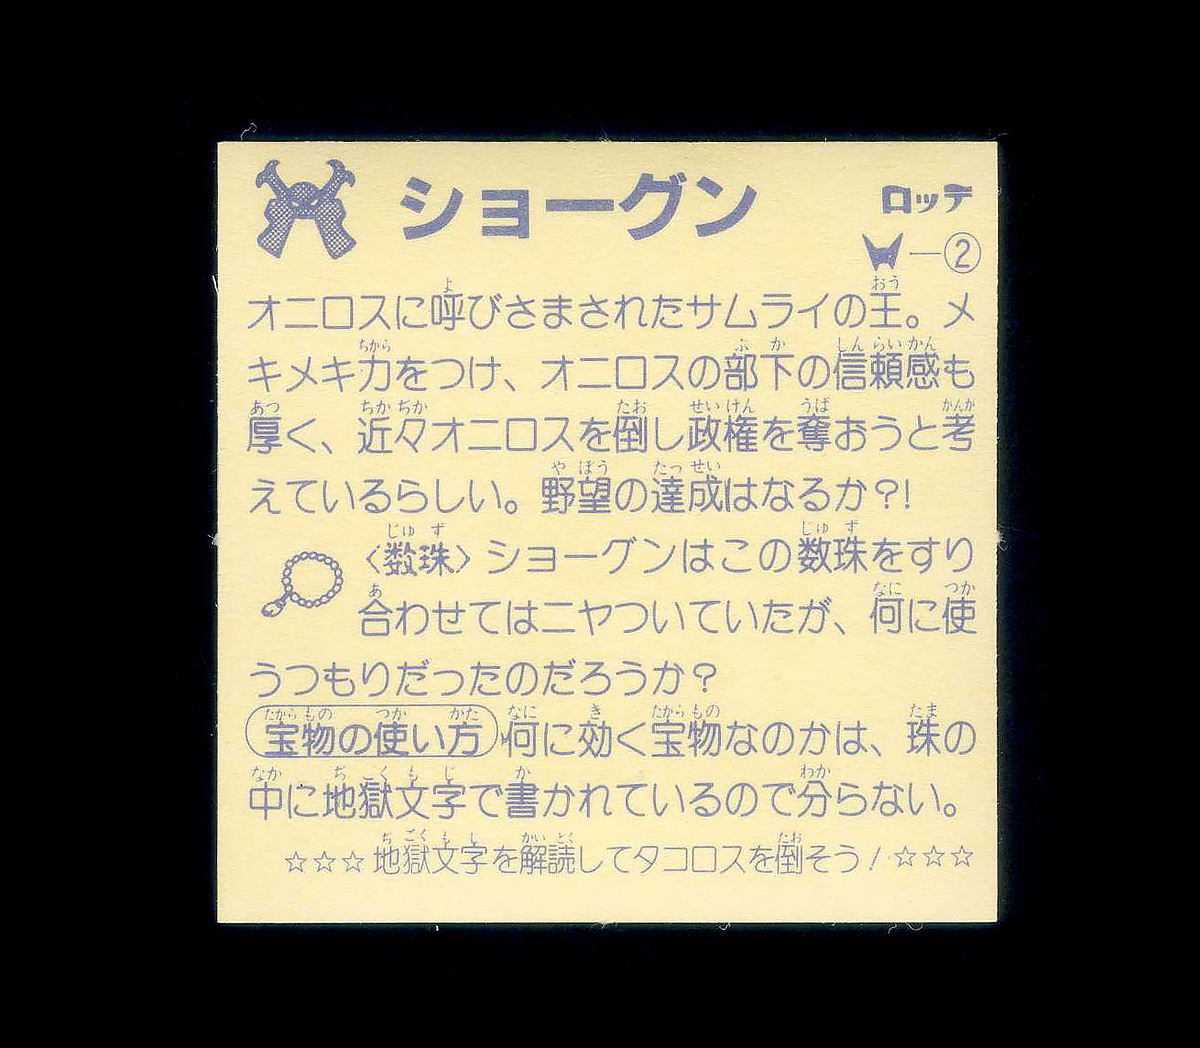 ショーグン
ロッテ
—②
オニロスに呼びさまされたサムライの王。メ
キメキ力をつけ、オニロスの部下の信頼感も
厚く、近々オニロスを倒し政権を奪おうと考
えているらしい。野望の達成はなるか?!
〈数珠〉ショーグンはこの数珠をすり
合わせてはニヤついていたが、何に使
うつもりだったのだろうか？
宝物の使い方 何に効く宝物なのかは、珠の
中に地獄文字で書かれているので分らない。
☆☆☆地獄文字を解読してタコロスを倒そう！☆☆☆